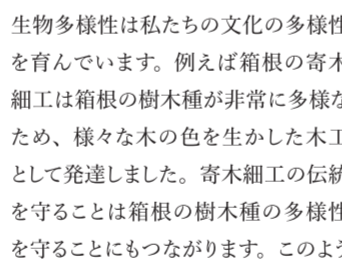 生物多様性は私たちの文化の多様性
を育んでいます。例えば箱根の寄木
細工は箱根の樹木種が非常に多様な
ため、様々な木の色を生かした木工
として発達しました。寄木細工の伝統
を守ることは箱根の樹木種の多様性
を守ることにもつながります。このよう